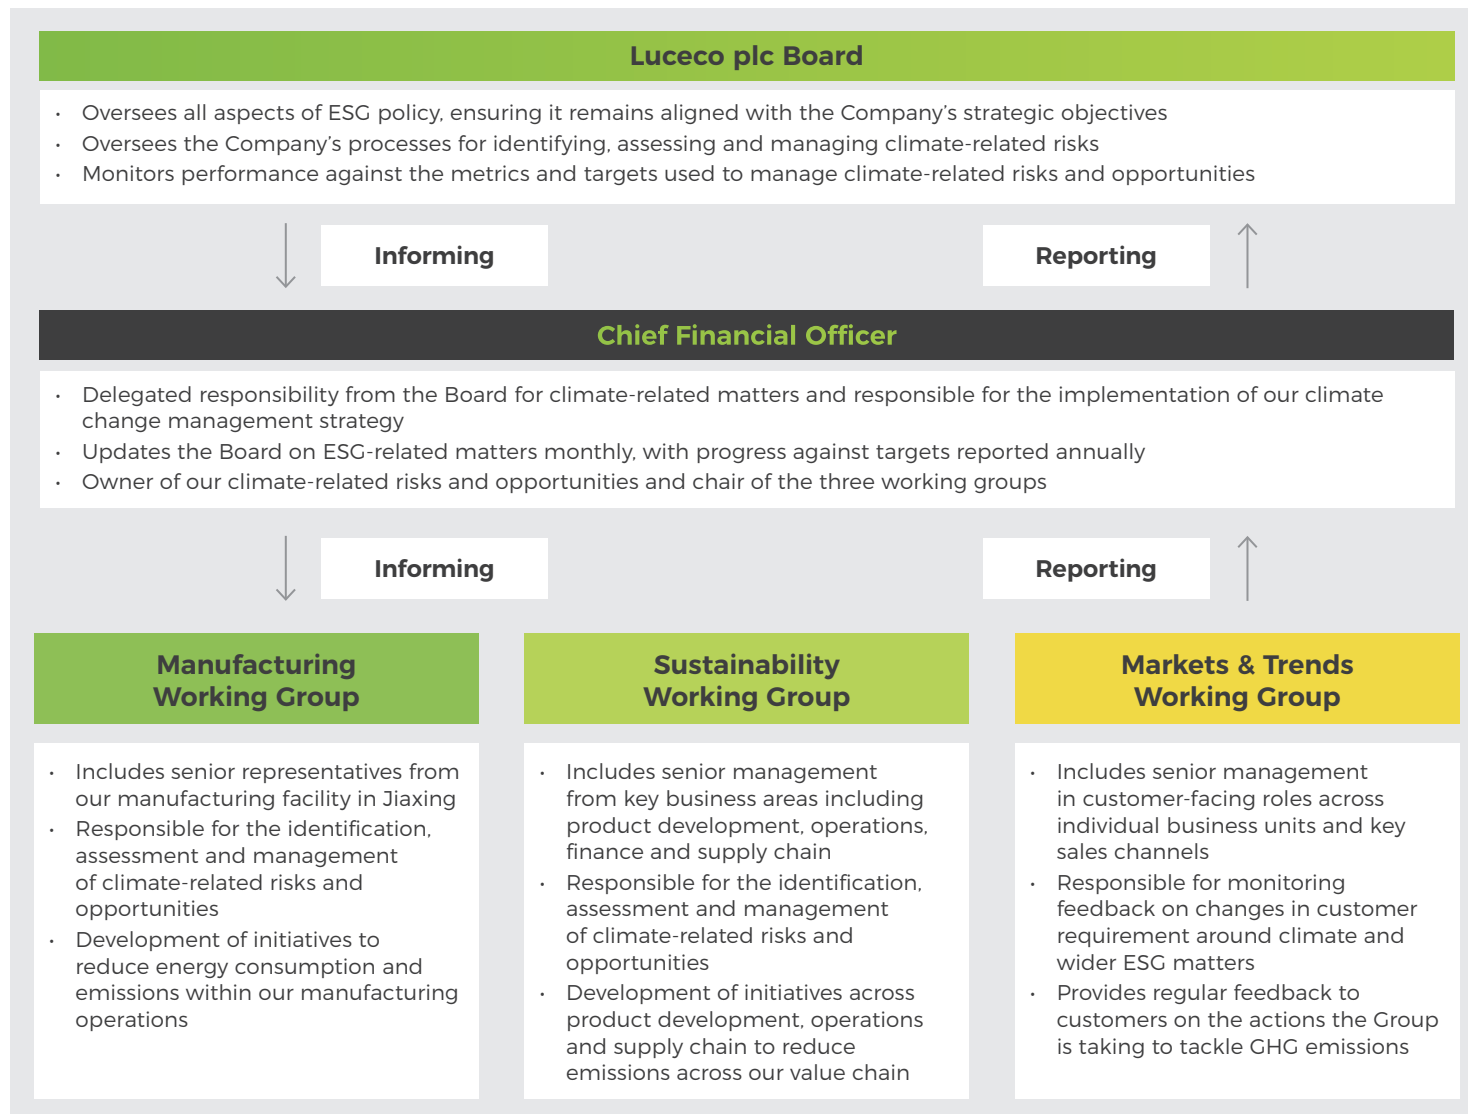 Luceco plc Board
• Oversees all aspects of ESG policy, ensuring it remains aligned with the Company's strategic objectives
• Oversees the Company's processes for identifying, assessing and managing climate-related risks
• Monitors performance against the metrics and targets used to manage climate-related risks and opportunities
Informing
Reporting
Chief Financial Officer
• Delegated responsibility from the Board for climate-related matters and responsible for the implementation of our climate
change management strategy
• Updates the Board on ESG-related matters monthly, with progress against targets reported annually
• Owner of our climate-related risks and opportunities and chair of the three working groups
Informing
Reporting
Manufacturing
Working Group
• Includes senior representatives from
our manufacturing facility in Jiaxing
• Responsible for the identification,
assessment and management
of climate-related risks and
opportunities
• Development of initiatives to
reduce energy consumption and
emissions within our manufacturing
operations
Sustainability
Working Group
• Includes senior management
from key business areas including
product development, operations,
finance and supply chain
• Responsible for the identification,
assessment and management
of climate-related risks and
opportunities
• Development of initiatives across
product development, operations
and supply chain to reduce
emissions across our value chain
Markets & Trends
Working Group
• Includes senior management
in customer-facing roles across
individual business units and key
sales channels
• Responsible for monitoring
feedback on changes in customer
requirement around climate and
wider ESG matters
• Provides regular feedback to
customers on the actions the Group
is taking to tackle GHG emissions